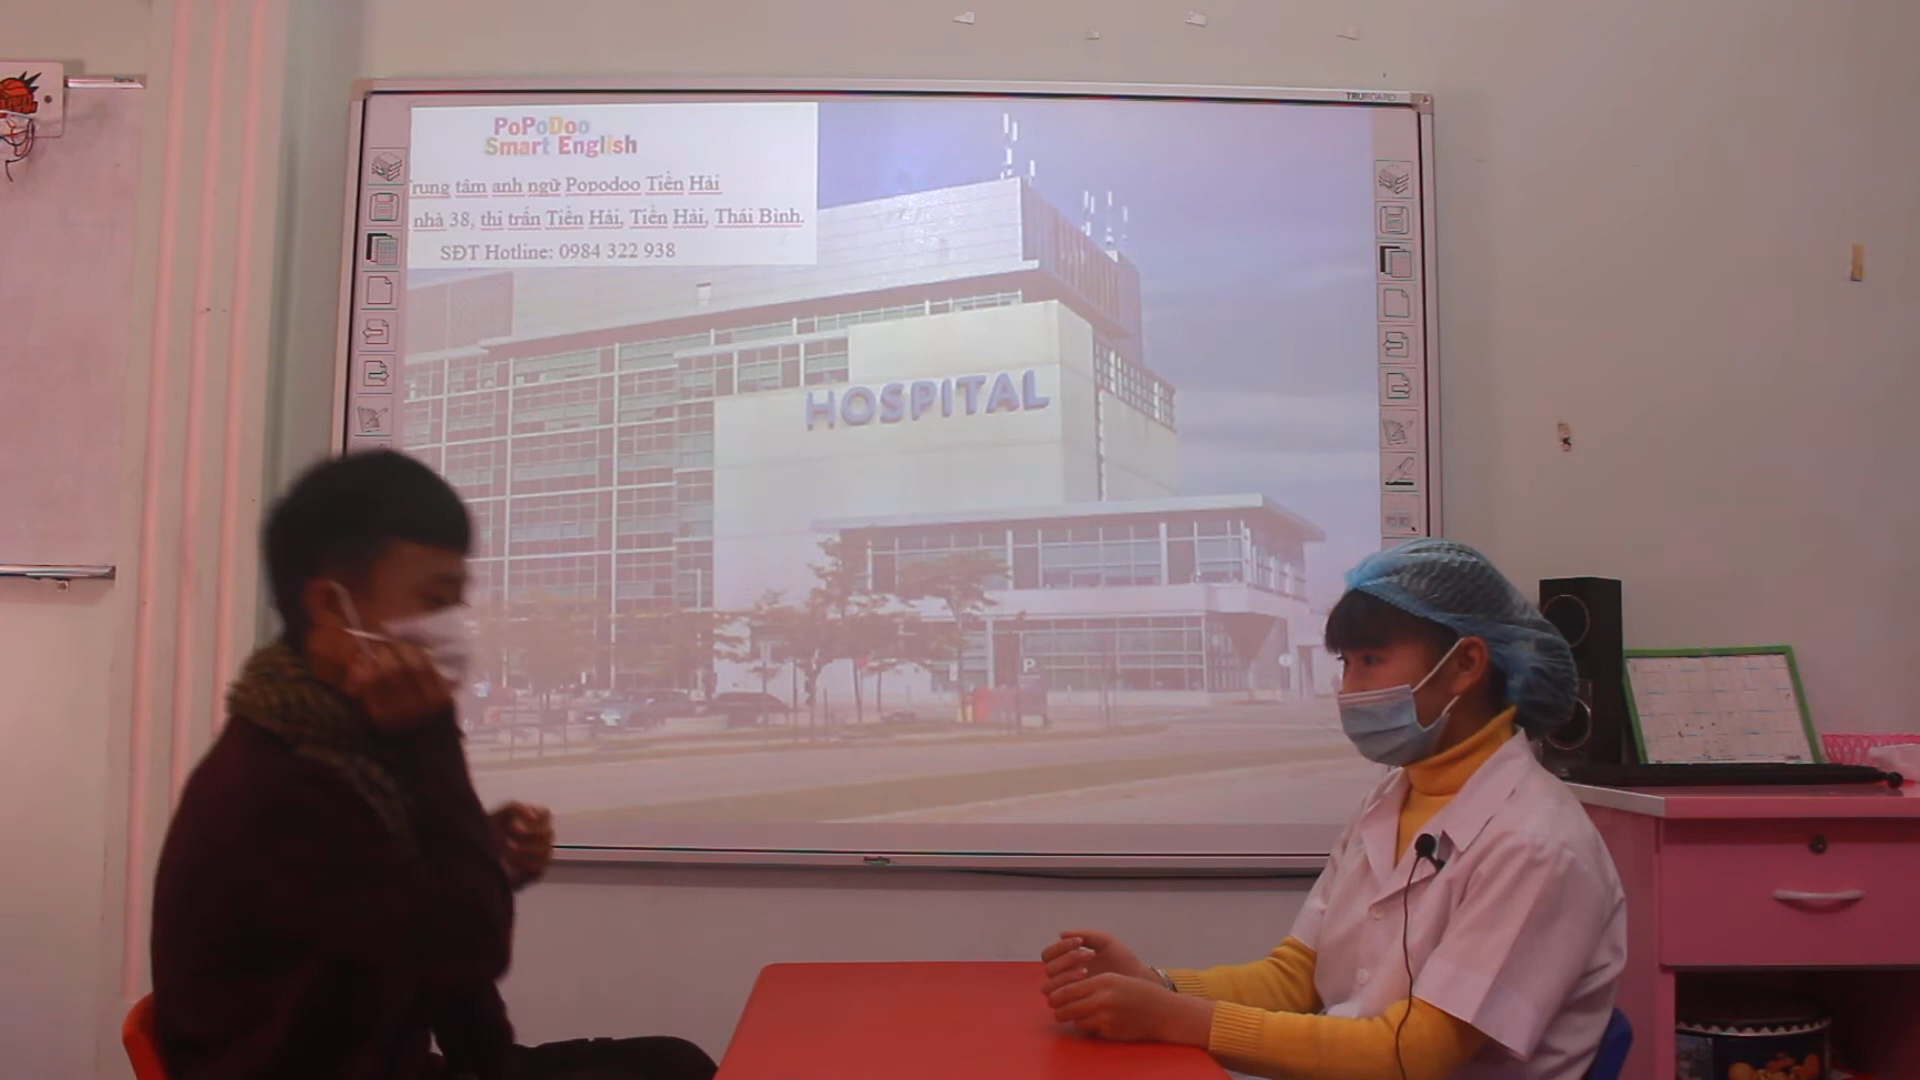 TRUBOARD
PoPoDoo
Smart English
Trung tâm anh ngữ Popodoo Tiền Hải
nhà 38, thị trấn Tiền Hải, Tiền Hải, Thái Bình.
SĐT Hotline: 0984 322 938
HOSPITAL
P